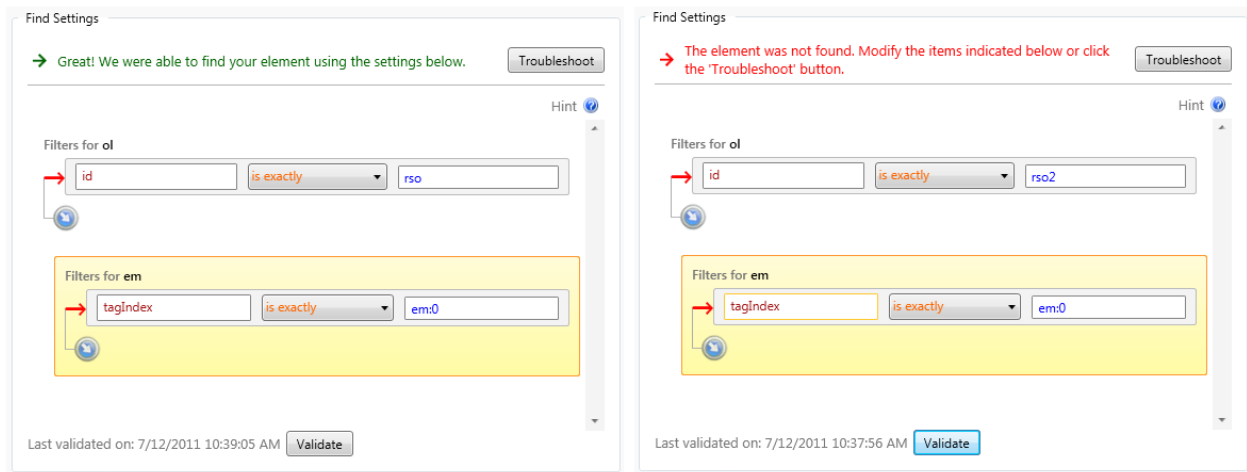 Find Settings
Great! We were able to find your element using the settings below.
Troubleshoot
Hint
Filters for ol
id
is exactly
rso
Filters for em
tagIndex
is exactly
em:0
Last validated on: 7/12/2011 10:39:05 AM
Validate
Find Settings
The element was not found. Modify the items indicated below or click
the 'Troubleshoot' button.
Troubleshoot
Hint
Filters for ol
id
is exactly
rso2
Filters for em
tagIndex
is exactly
em:0
Last validated on: 7/12/2011 10:37:56 AM
Validate